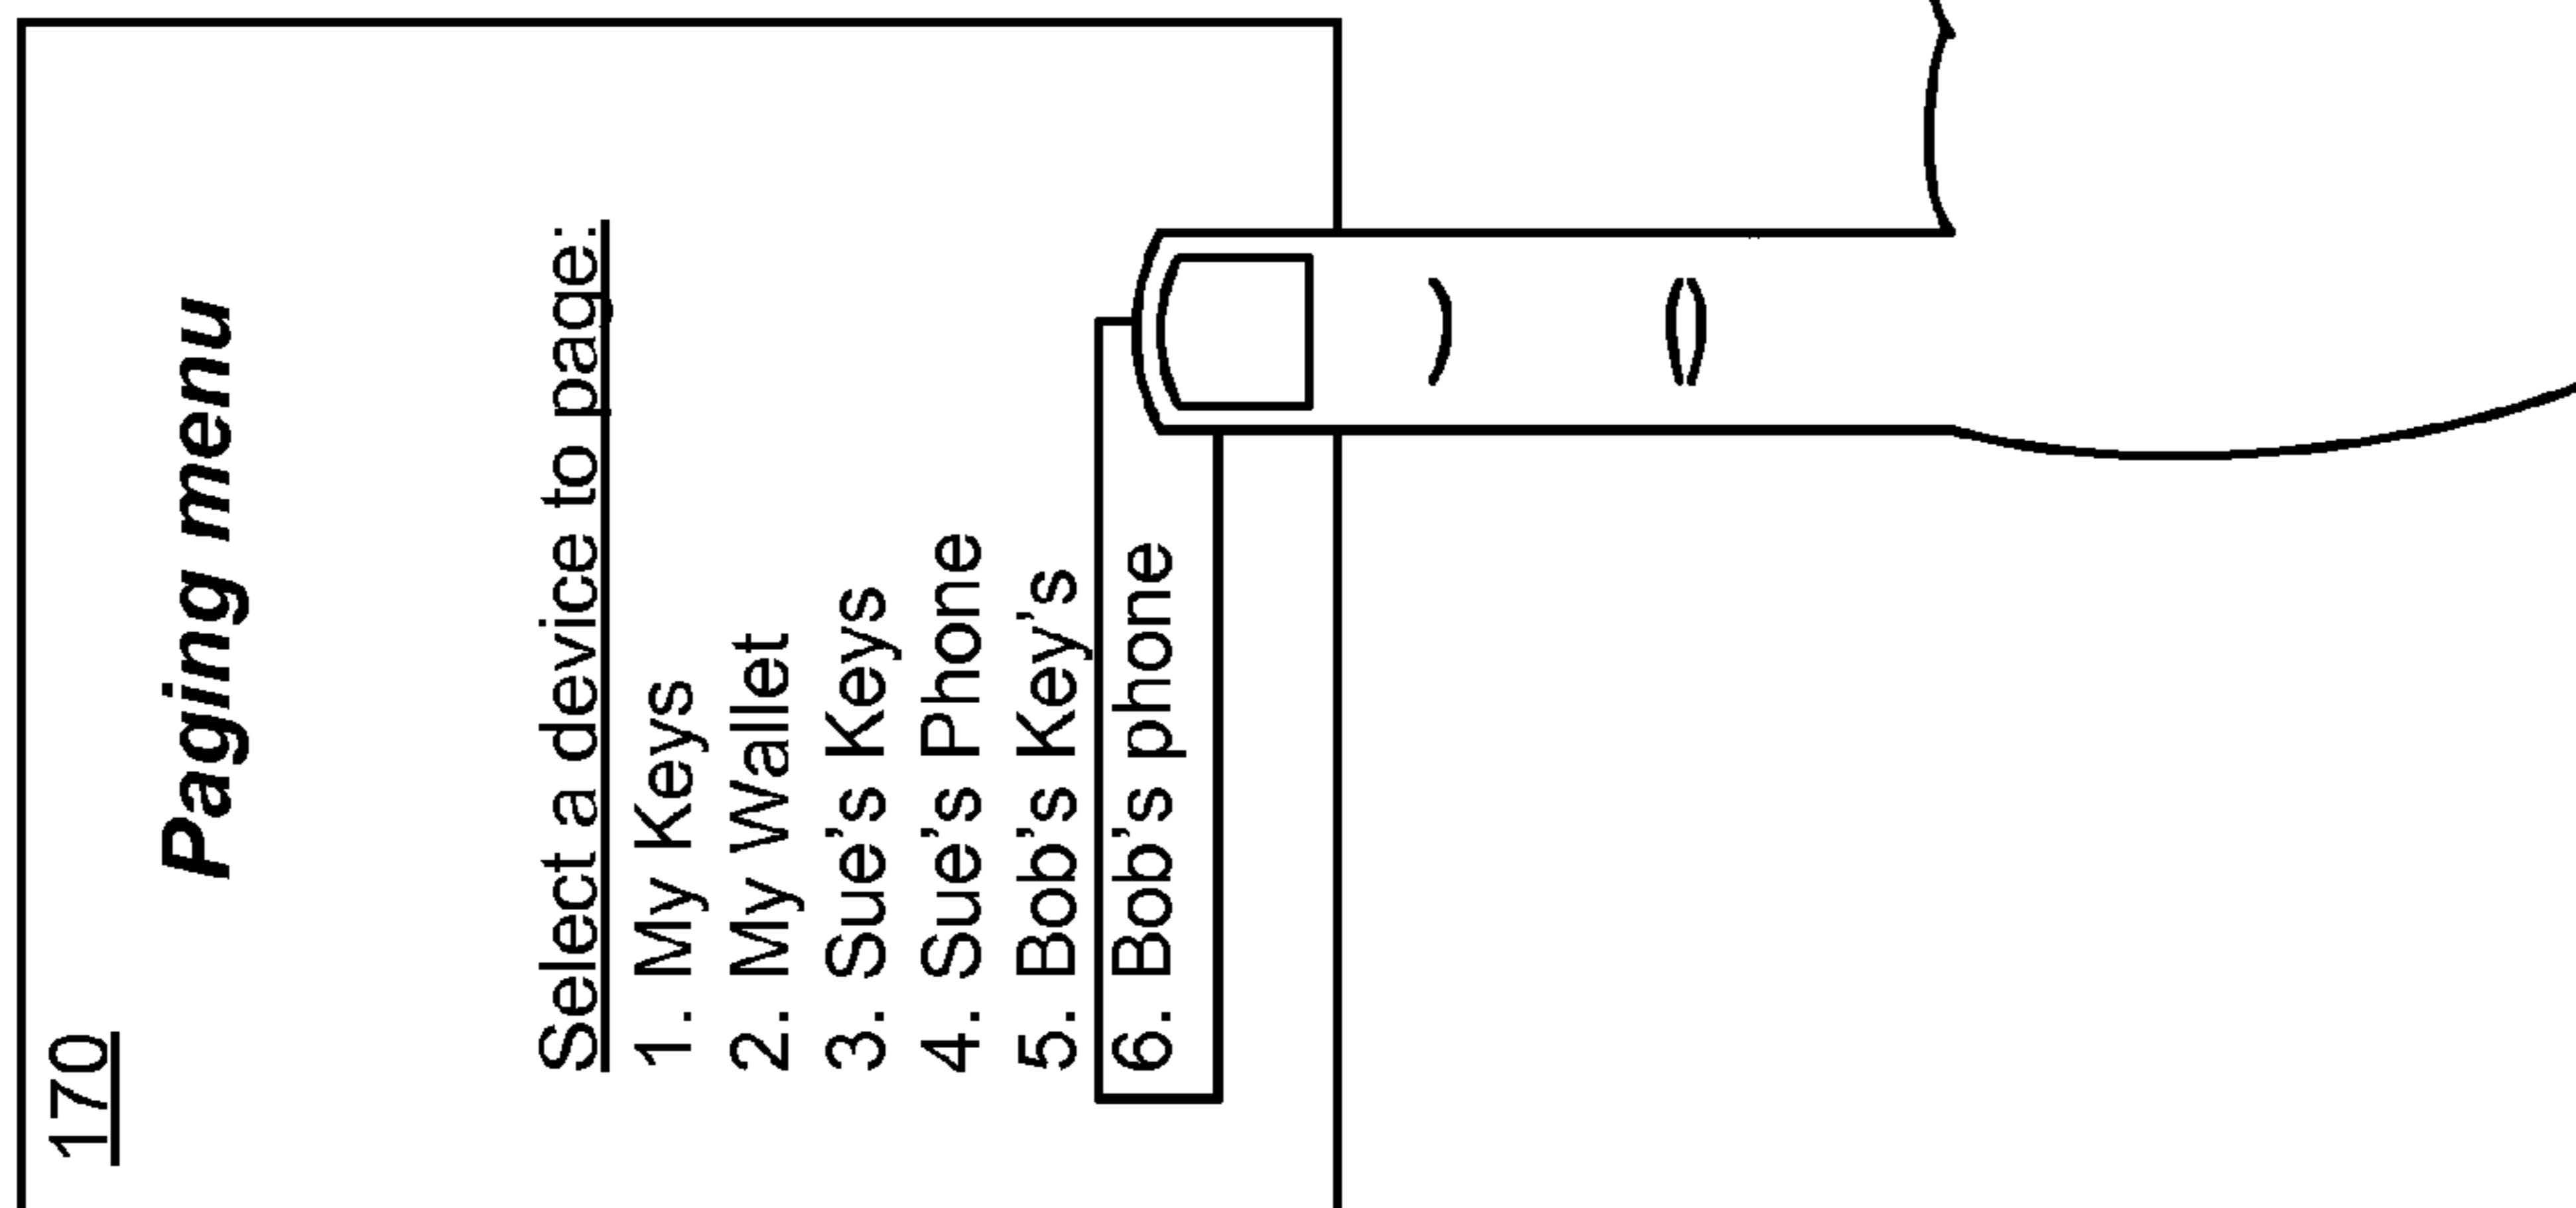 170
Paging menu
Select a device to page:
1. My Keys
2. My Wallet
3. Sue's Keys
4. Sue's Phone
5. Bob's Key's
6. Bob's phone